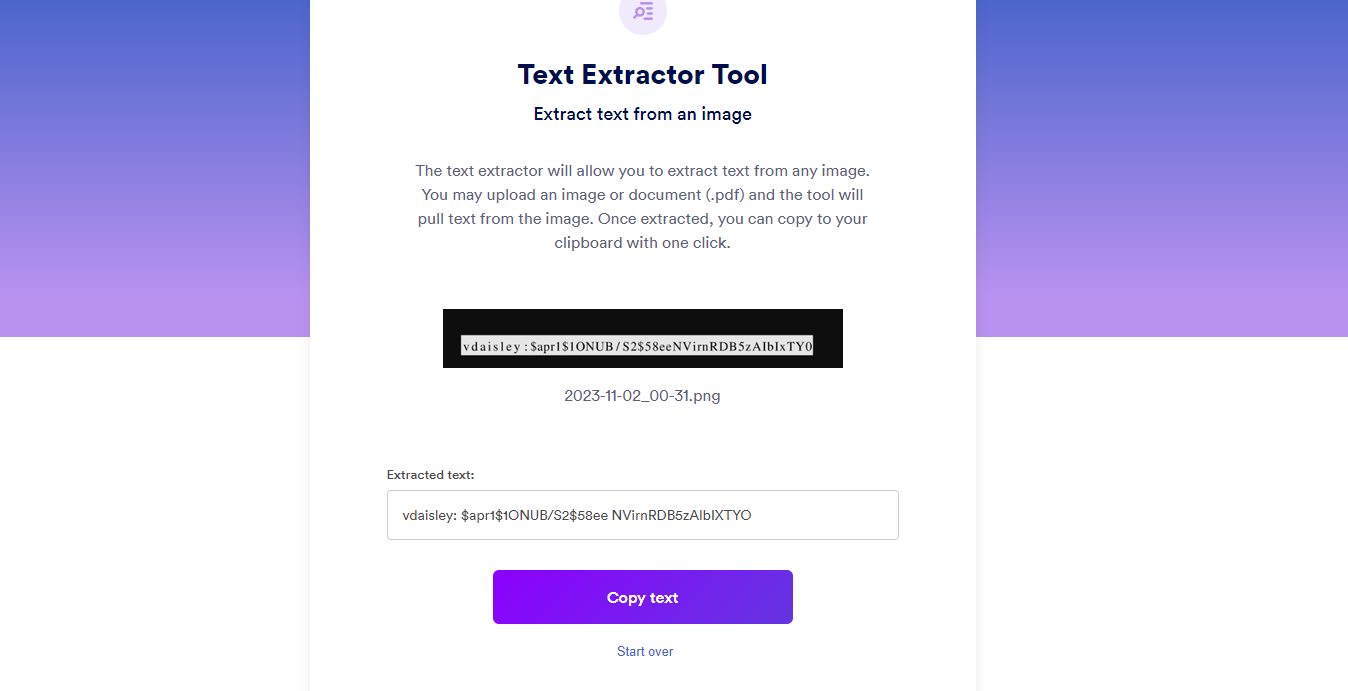 Text Extractor Tool
Extract text from an image
The text extractor will allow you to extract text from any image.
You may upload an image or document (.pdf) and the tool will
pull text from the image. Once extracted, you can copy to your
clipboard with one click.
vdaisley:$apr1$1ONUB/S2$58eeNVirnRDB5zAIbIxTY0
2023-11-02_00-31.png
Extracted text:
vdaisley: $apr1$1ONUB/S2$58ee NVirnRDB5zAlbIXTYO
Copy text
Start over